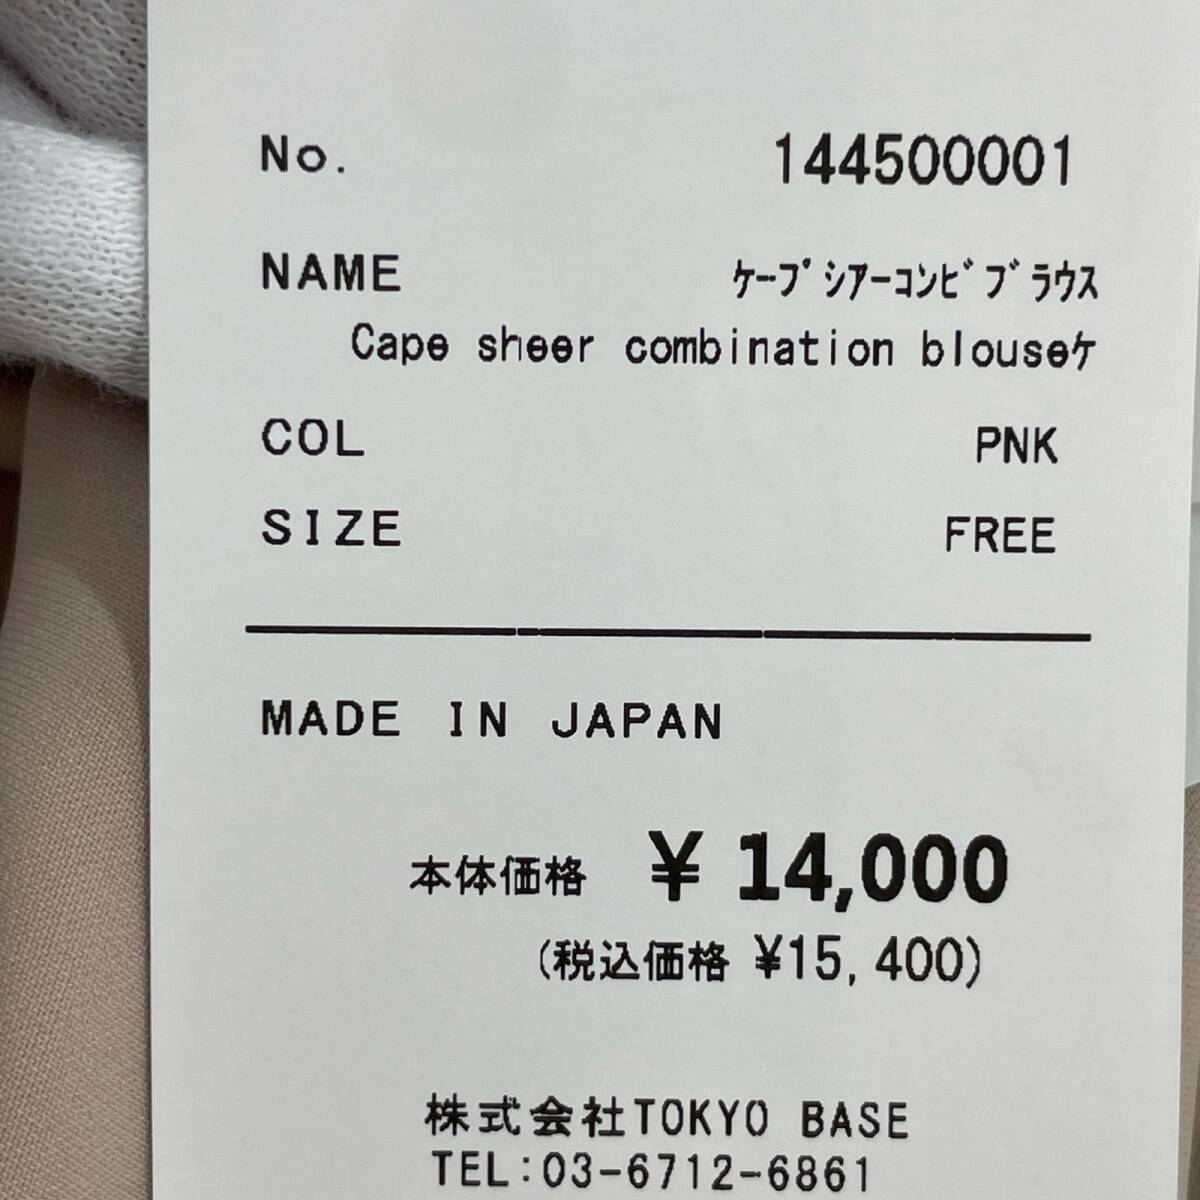 No. 144500001
NAME ｹｰﾌﾟｼｱｰｺﾝﾋﾞﾌﾞﾗｳｽ
Cape sheer combination blouseｹ
COL PNK
SIZE FREE
MADE IN JAPAN
本体価格 ¥14,000
(税込価格 ¥15,400)
株式会社TOKYO BASE
TEL:03-6712-6861